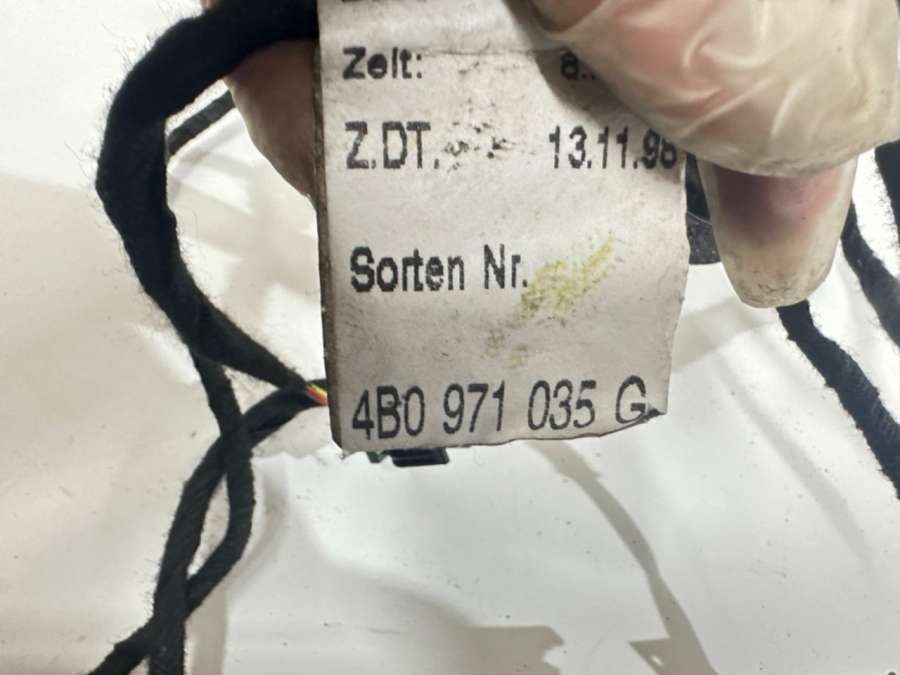 Zeit:
Z.DT. 13.11.98
Sorten Nr.
4B0 971 035 G